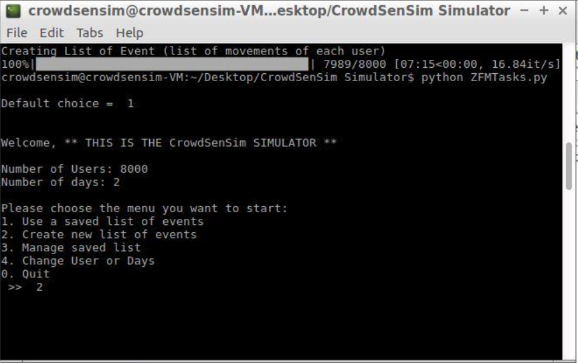 crowdsensim@crowdsensim-VM...esktop/CrowdSenSim Simulator
File Edit Tabs Help
Creating List of Event (list of movements of each user)
100%| | 7989/8000 [07:15<00:00, 16.84it/s]
crowdsensim@crowdsensim-VM:~/Desktop/CrowdSenSim Simulator$ python ZFMTasks.py
Default choice =  1
Welcome, ** THIS IS THE CrowdSenSim SIMULATOR **
Number of Users: 8000
Number of days: 2
Please choose the menu you want to start:
1. Use a saved list of events
2. Create new list of events
3. Manage saved list
4. Change User or Days
0. Quit
>>  2